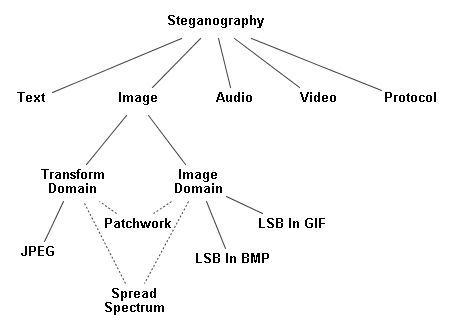 Steganography
Text
Image
Audio
Video
Protocol
Transform
Domain
Image
Domain
Patchwork
LSB In GIF
JPEG
LSB In BMP
Spread
Spectrum